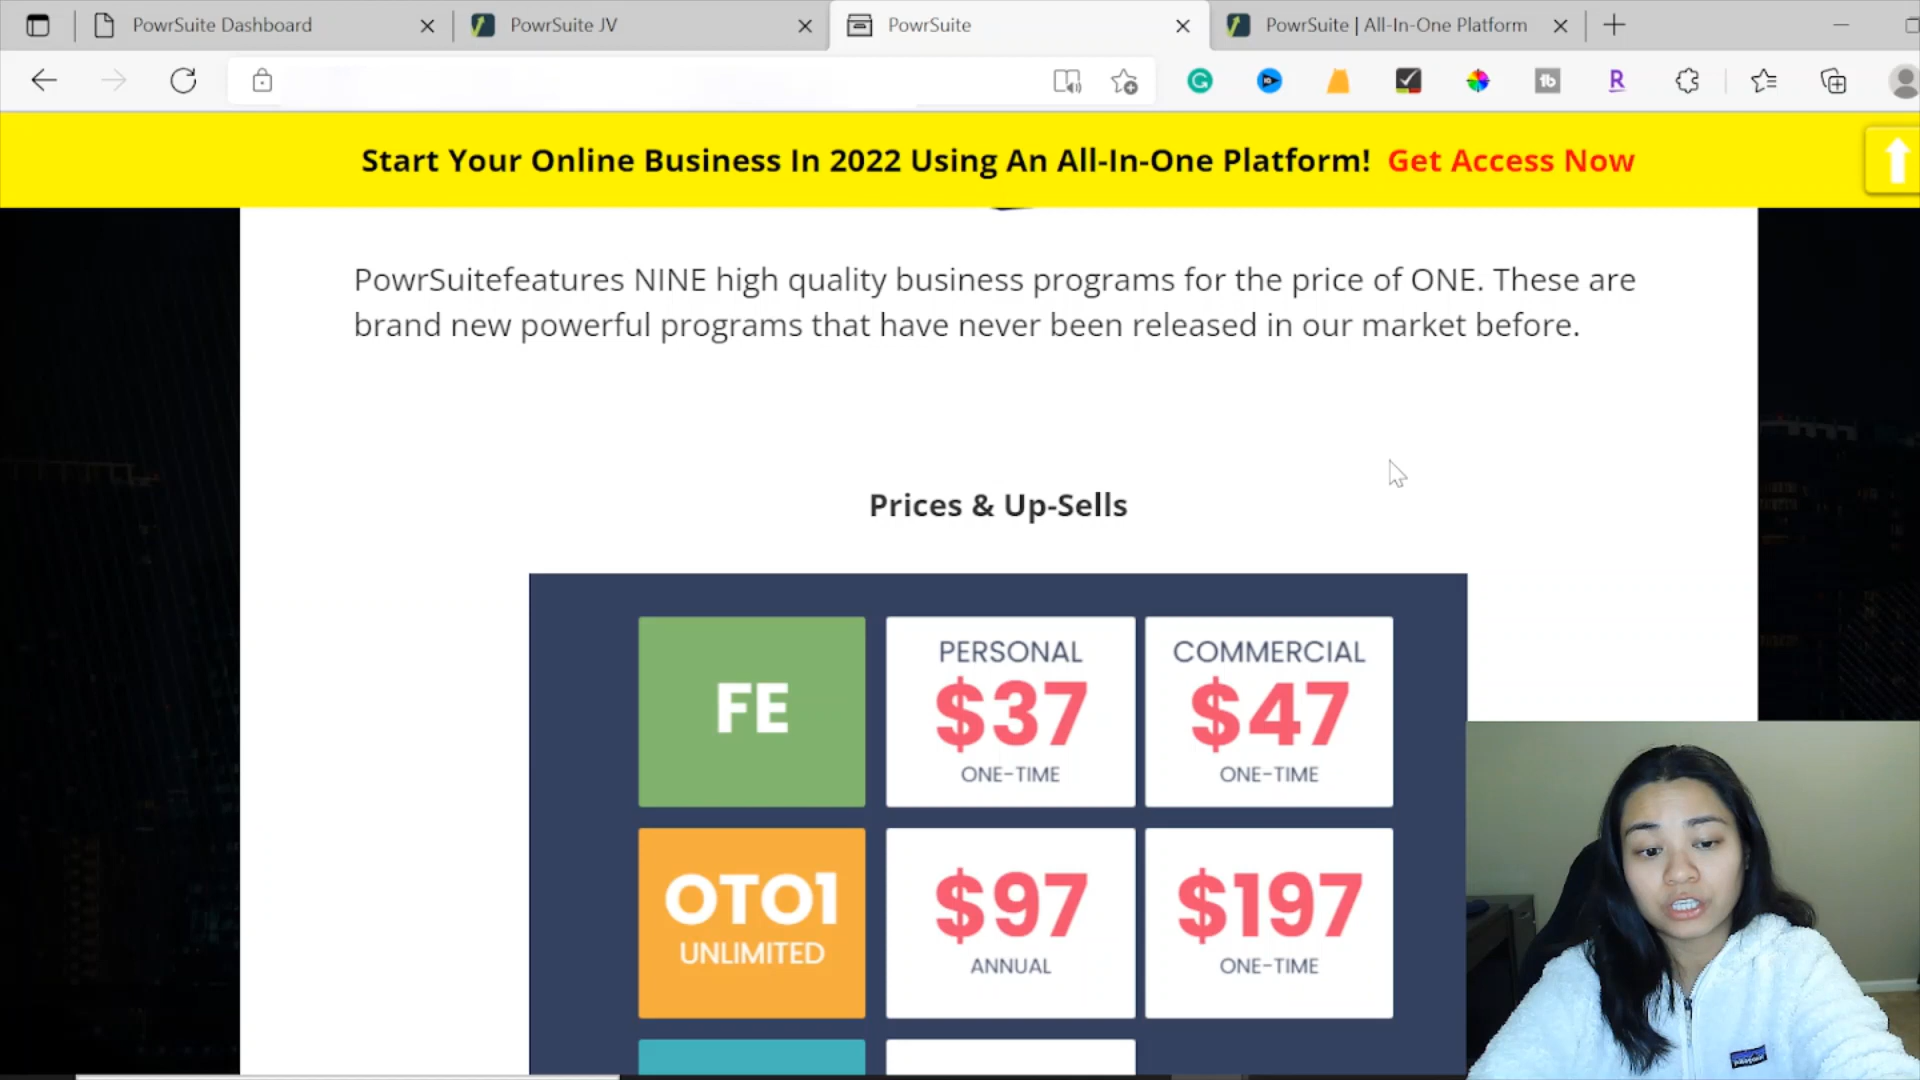 PowrSuite Dashboard
PowrSuite JV
PowrSuite
PowrSuite | All-In-One Platform
Start Your Online Business In 2022 Using An All-In-One Platform! Get Access Now
PowrSuitefeatures NINE high quality business programs for the price of ONE. These are
brand new powerful programs that have never been released in our market before.
Prices & Up-Sells
FE
PERSONAL
$37
ONE-TIME
COMMERCIAL
$47
ONE-TIME
OTO1
UNLIMITED
$97
ANNUAL
$197
ONE-TIME